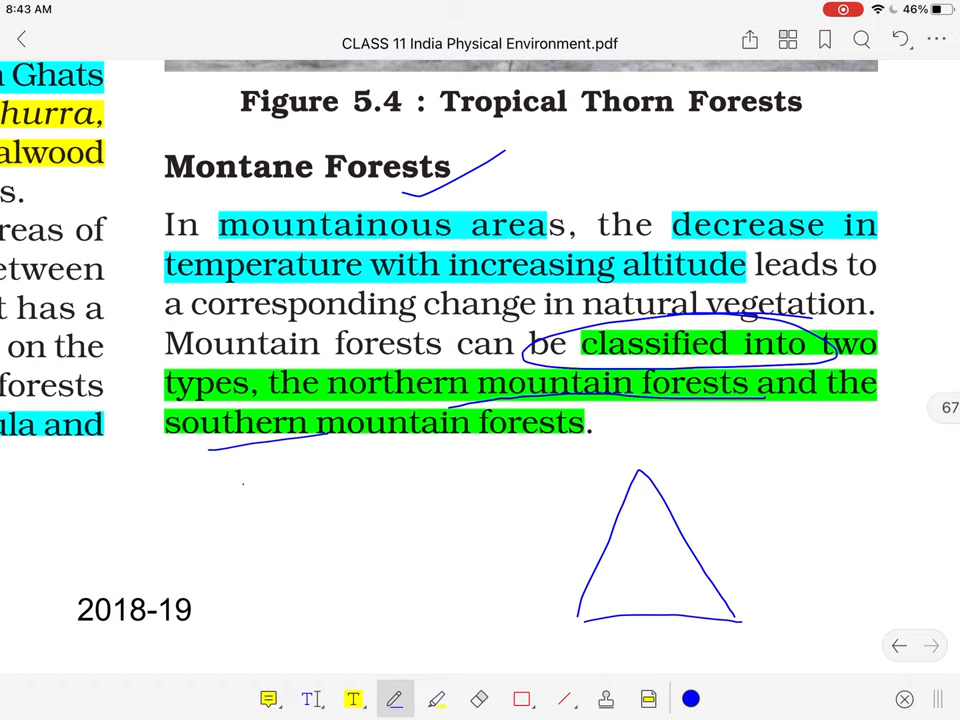 8:43 AM
46%
CLASS 11 India Physical Environment.pdf
Ghats
hurra,
alwood
s.
reas of
etween
t has a
on the
forests
ula and
Figure 5.4 : Tropical Thorn Forests
Montane Forests
In mountainous areas, the decrease in
temperature with increasing altitude leads to
a corresponding change in natural vegetation.
Mountain forests can be classified into two
types, the northern mountain forests and the
southern mountain forests.
67
2018-19
T
T